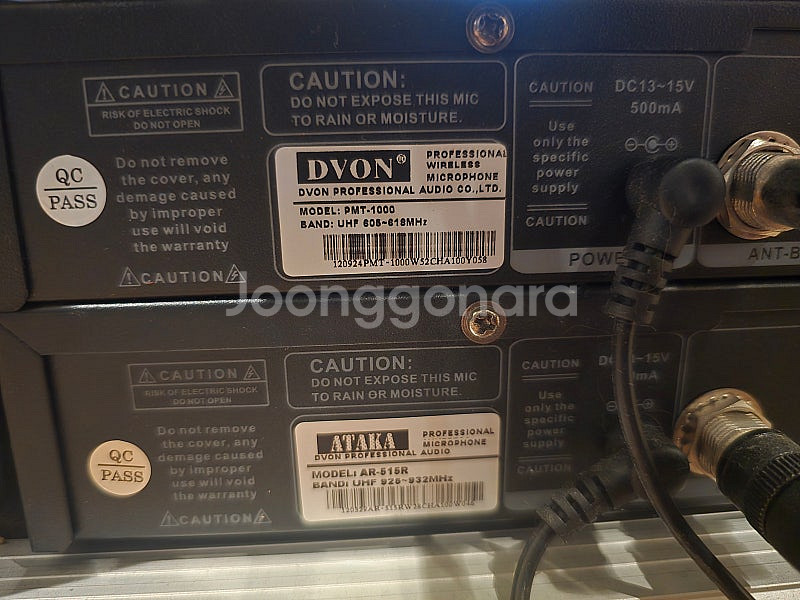 CAUTION
RISK OF ELECTRIC SHOCK
DO NOT OPEN
CAUTION:
DO NOT EXPOSE THIS MIC
TO RAIN OR MOISTURE.
CAUTION
DC13~15V
500mA
Use
only the
specific
power
supply
CAUTION
QC
PASS
Do not remove
the cover, any
damage caused
by improper
use will void
the warranty
CAUTION
DVON®
PROFESSIONAL
WIRELESS
MICROPHONE
DVON PROFESSIONAL AUDIO CO.,LTD.
MODEL: PMT-1000
BAND: UHF 606~618MHz
120924PMT-1000W52CHA100Y058
POWE
ANT-B
Joonggonara
CAUTION
RISK OF ELECTRIC SHOCK
DO NOT OPEN
CAUTION:
DO NOT EXPOSE THIS MIC
TO RAIN OR MOISTURE.
CAUTION
15V
mA
Use
only the
specific
power
supply
CAUTION
QC
PASS
Do not remove
the cover, any
damage caused
by improper
use will void
the warranty
CAUTION
ATAKA
PROFESSIONAL
MICROPHONE
DVON PROFESSIONAL AUDIO
MODEL: AR-515R
BAND: UHF 925~932MHz